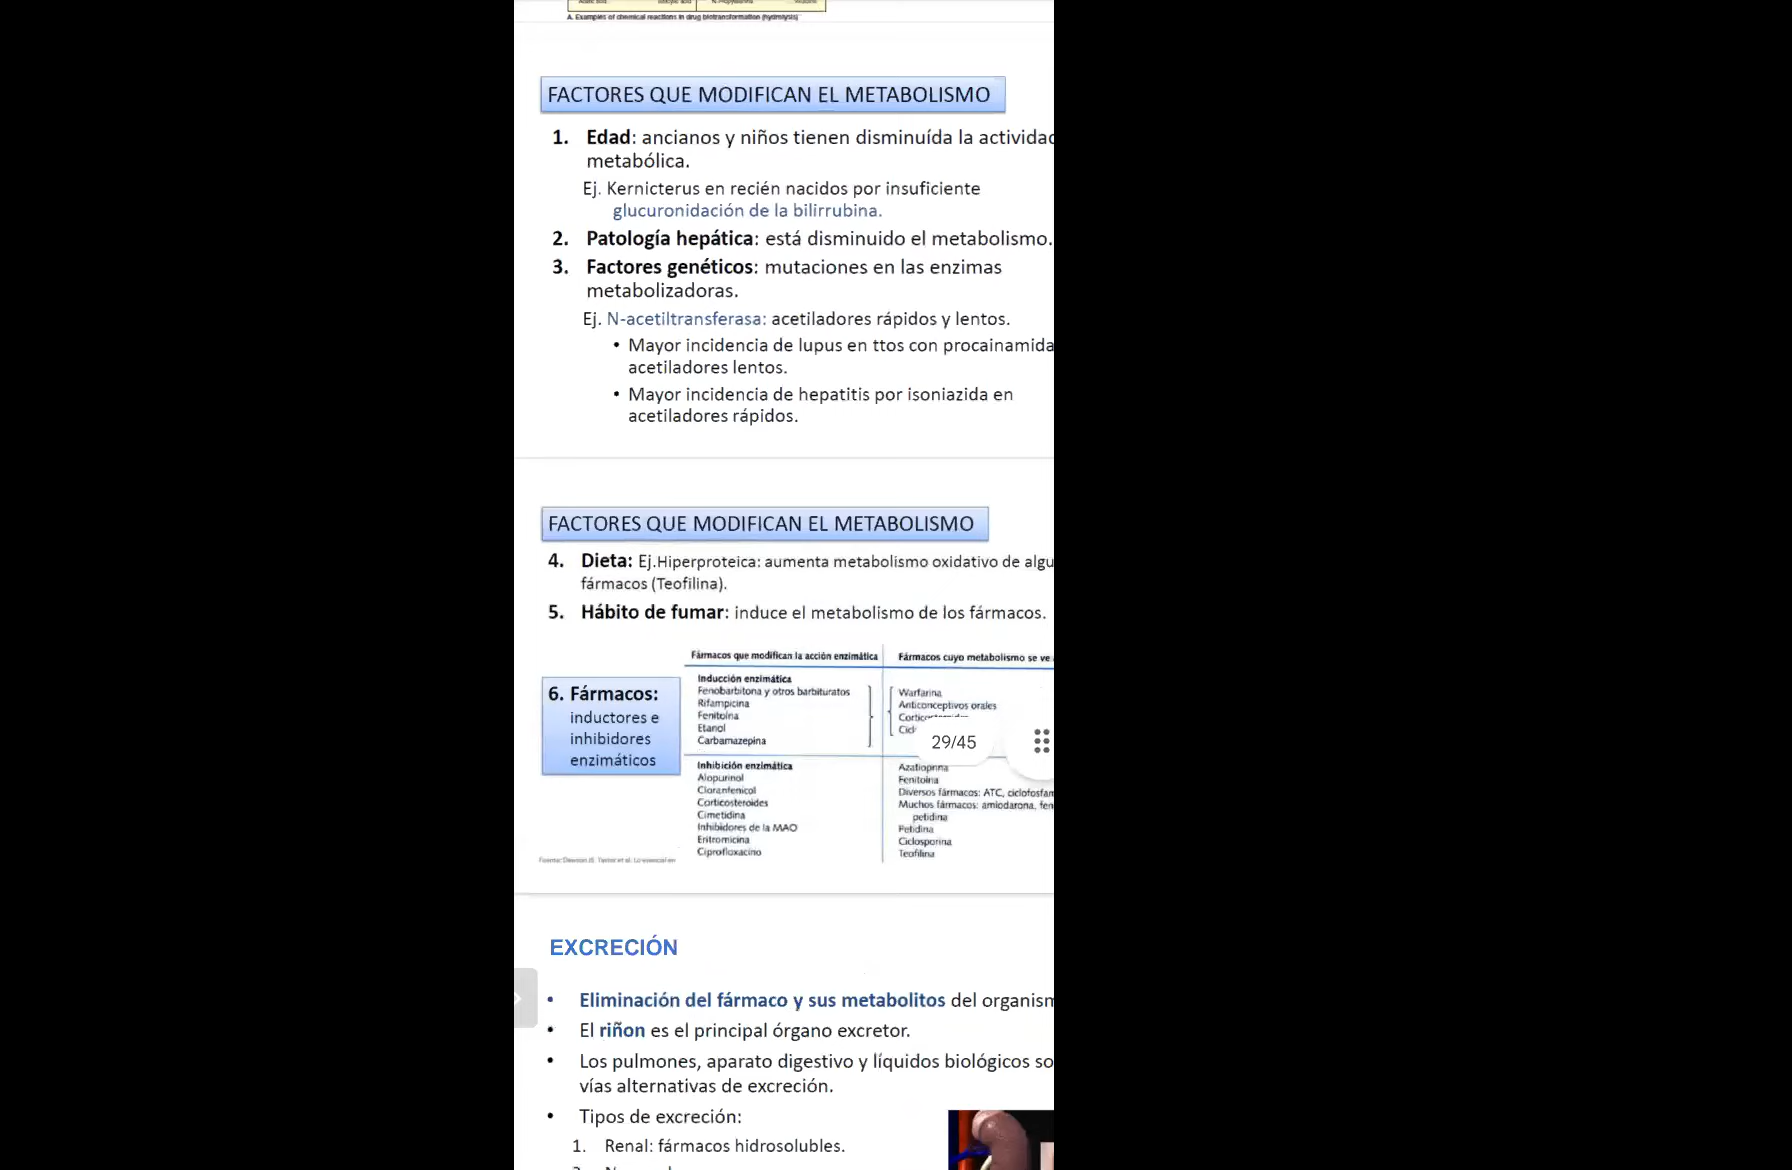 A. Examples of chemical reactions in drug biotransformation (hydrolysis)
FACTORES QUE MODIFICAN EL METABOLISMO
1. Edad: ancianos y niños tienen disminuída la actividad
metabólica.
Ej. Kernicterus en recién nacidos por insuficiente
glucuronidación de la bilirrubina.
2. Patología hepática: está disminuido el metabolismo.
3. Factores genéticos: mutaciones en las enzimas
metabolizadoras.
Ej. N-acetiltransferasa: acetiladores rápidos y lentos.
• Mayor incidencia de lupus en ttos con procainamida
acetiladores lentos.
• Mayor incidencia de hepatitis por isoniazida en
acetiladores rápidos.
FACTORES QUE MODIFICAN EL METABOLISMO
4. Dieta: Ej.Hiperproteica: aumenta metabolismo oxidativo de algu
fármacos (Teofilina).
5. Hábito de fumar: induce el metabolismo de los fármacos.
6. Fármacos:
inductores e
inhibidores
enzimáticos
Fármacos que modifican la acción enzimática
Inducción enzimática
Fenobarbitona y otros barbituratos
Rifampicina
Fenitoína
Etanol
Carbamazepina
Fármacos cuyo metabolismo se ve
Warfarina
Anticonceptivos orales
Inhibición enzimática
Alopurinol
Cloranfenicol
Corticosteroides
Cimetidina
Inhibidores de la MAO
Eritromicina
Ciprofloxacino
Azatioprina
Fenitoína
Diversos fármacos: ATC, ciclofosfam
Muchos fármacos: amiodarona, fen
petidina
Petidina
Ciclosporina
Teofilina
29/45
EXCRECIÓN
• Eliminación del fármaco y sus metabolitos del organism
• El riñon es el principal órgano excretor.
• Los pulmones, aparato digestivo y líquidos biológicos so
vías alternativas de excreción.
• Tipos de excreción:
1. Renal: fármacos hidrosolubles.